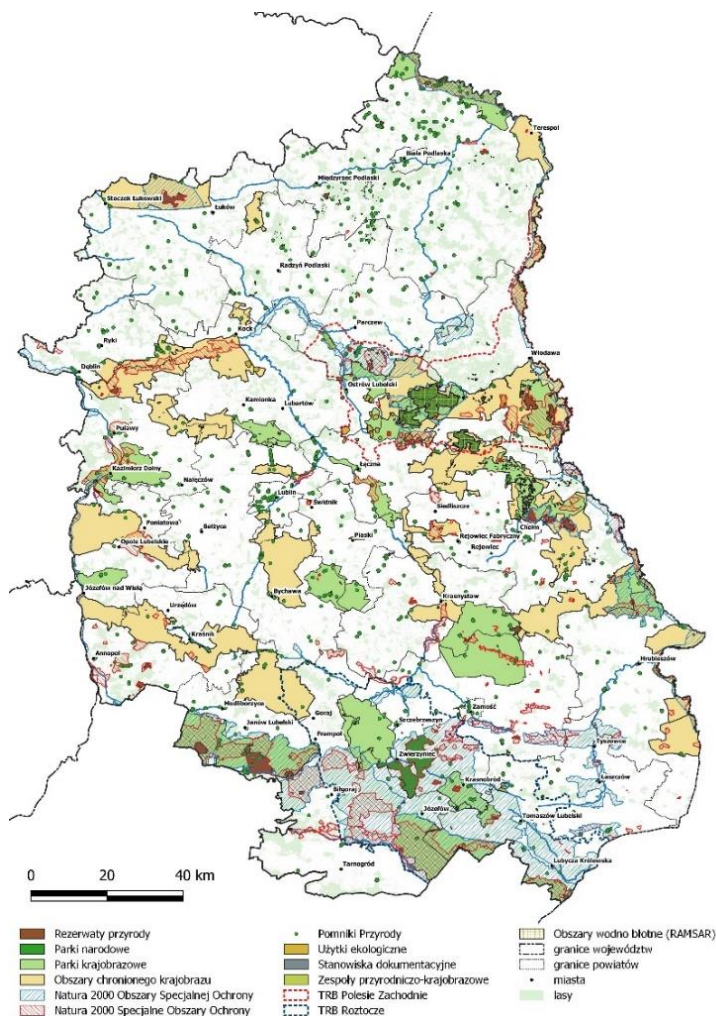 Terespol
Biała Podlaska
Międzyrzec Podlaski
Stoczek Łukowski
Łuków
Radzyń Podlaski
Parczew
Kock
Ryki
Włodawa
Dęblin
Ostrów Lubelski
Kamionka
Lubartów
Puławy
Łęczna
Kazimierz Dolny
Nałęczów
Lublin
Świdnik
Siedliszcze
Chełm
Poniatowa
Bełżyce
Piaski
Rejowiec Fabryczny
Opole Lubelskie
Rejowiec
Józefów nad Wisłą
Bychawa
Krasnystaw
Urzędów
Kraśnik
Annopol
Hrubieszów
Modliborzyce
Zamość
Goraj
Szczebrzeszyn
Janów Lubelski
Frampol
Tyszowce
Zwierzyniec
Łaszczów
Krasnobród
Biłgoraj
Józefów
Tomaszów Lubelski
Tarnogród
Lubycza Królewska
0 20 40 km
Rezerwaty przyrody
Parki narodowe
Parki krajobrazowe
Obszary chronionego krajobrazu
Natura 2000 Obszary Specjalnej Ochrony
Natura 2000 Specjalne Obszary Ochrony
Pomniki Przyrody
Użytki ekologiczne
Stanowiska dokumentacyjne
Zespoły przyrodniczo-krajobrazowe
TRB Polesie Zachodnie
TRB Roztocze
Obszary wodno błotne (RAMSAR)
granice województw
granice powiatów
miasta
lasy